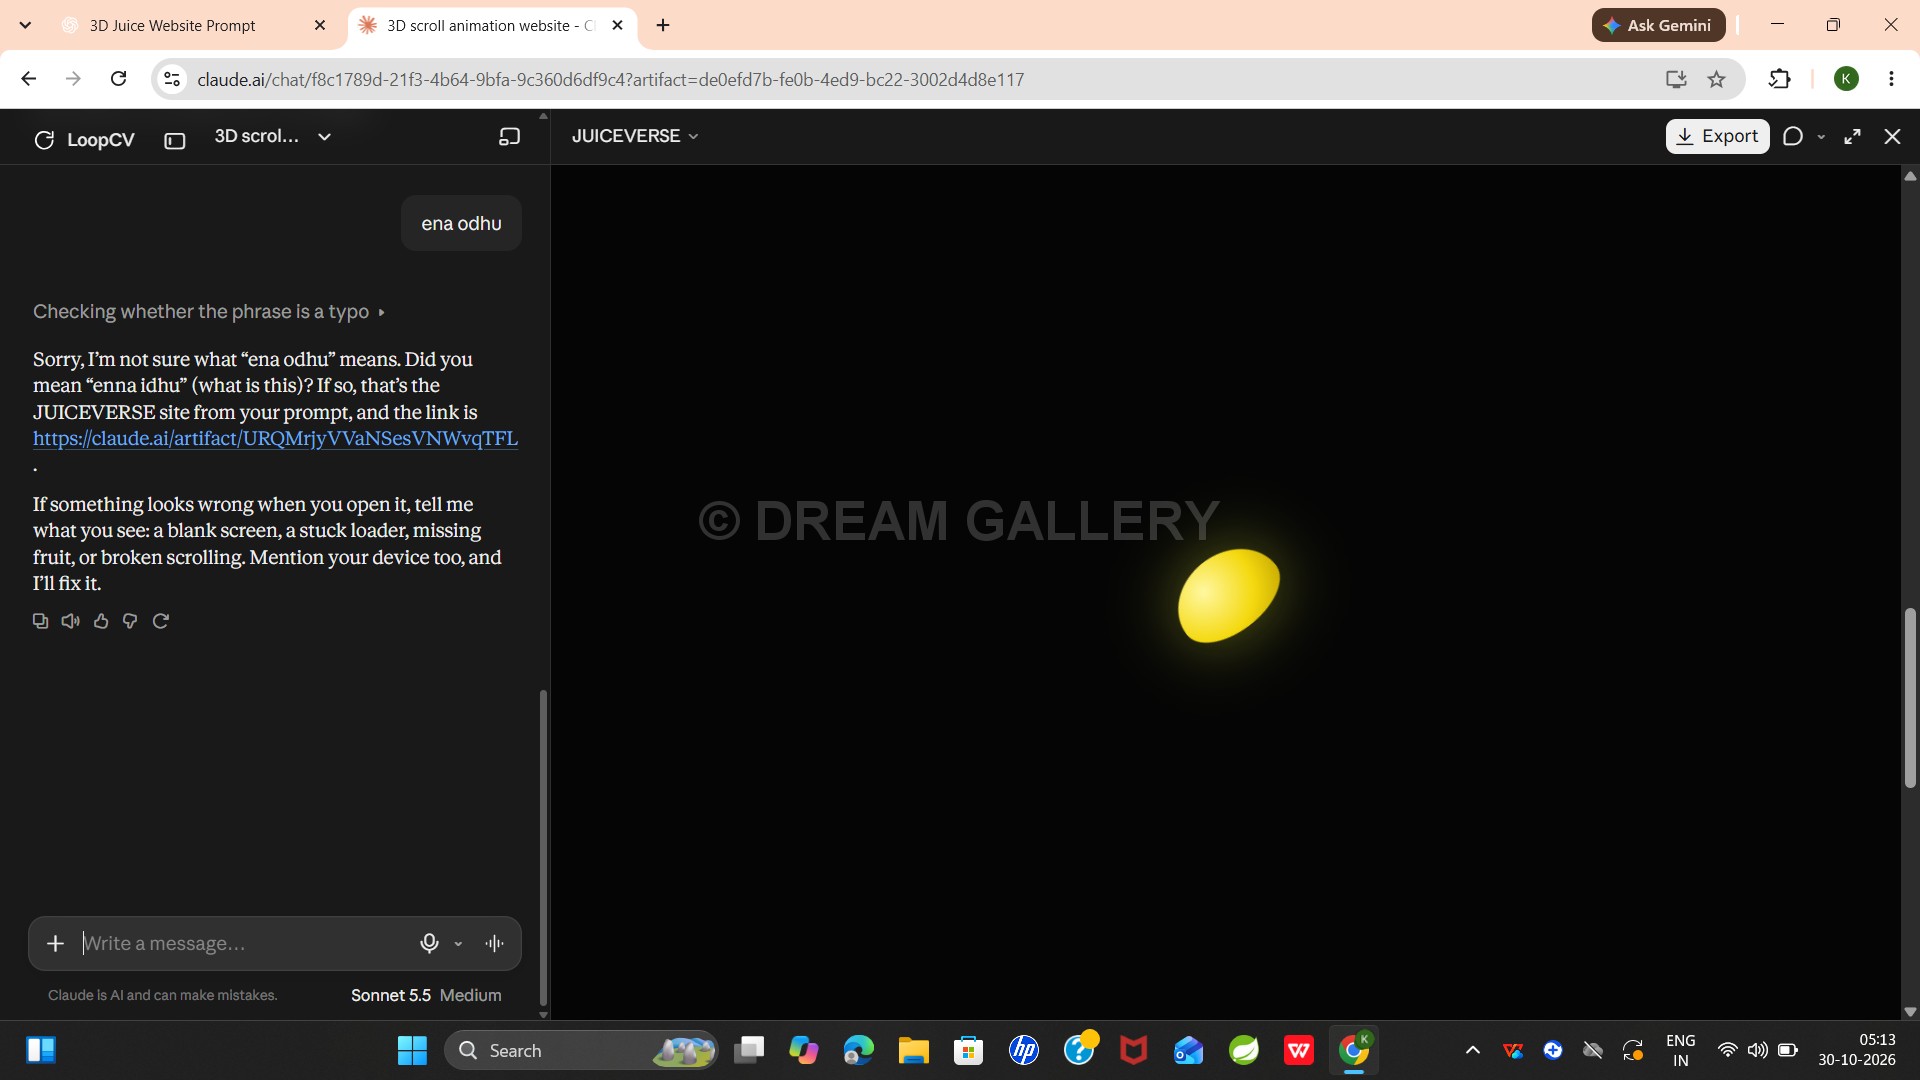 3D Juice Website Prompt
3D scroll animation website - C
Ask Gemini
claude.ai/chat/f8c1789d-21f3-4b64-9bfa-9c360d6df9c4?artifact=de0efd7b-fe0b-4ed9-bc22-3002d4d8e117
K
LoopCV
3D scrol...
JUICEVERSE
Export
ena odhu
Checking whether the phrase is a typo
Sorry, I'm not sure what “ena odhu” means. Did you
mean “enna idhu” (what is this)? If so, that's the
JUICEVERSE site from your prompt, and the link is
https://claude.ai/artifact/URQMrjyVVaNSesVNWvqTFL
.
If something looks wrong when you open it, tell me
what you see: a blank screen, a stuck loader, missing
fruit, or broken scrolling. Mention your device too, and
I'll fix it.
© DREAM GALLERY
Write a message...
Claude is AI and can make mistakes.
Sonnet 5.5 Medium
Search
hp
K
ENG
IN
05:13
30-10-2026